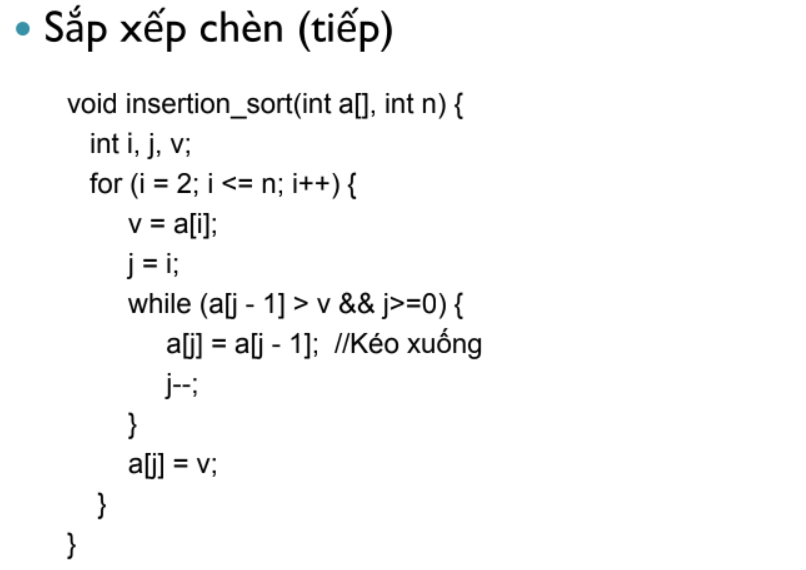 • Sắp xếp chèn (tiếp)
void insertion_sort(int a[], int n) {
int i, j, v;
for (i = 2; i <= n; i++) {
v = a[i];
j = i;
while (a[j - 1] > v && j>=0) {
a[j] = a[j - 1]; //Kéo xuống
j--;
}
a[j] = v;
}
}